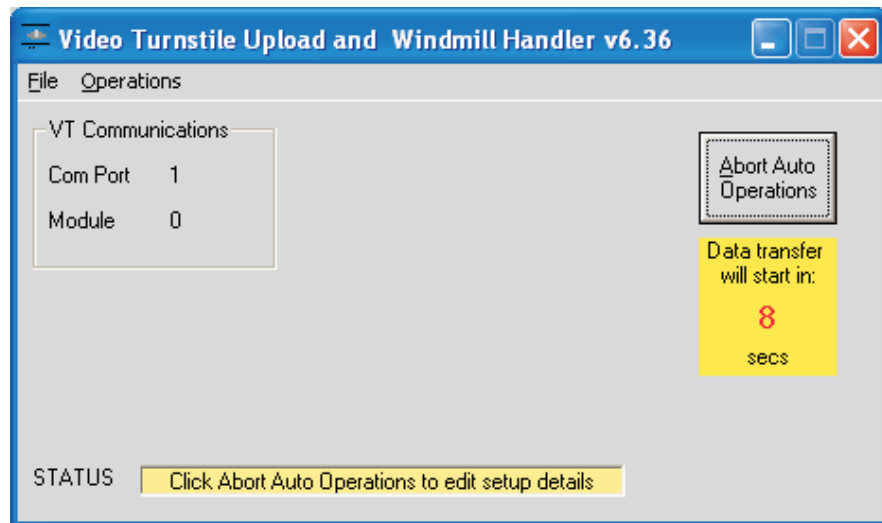 Video Turnstile Upload and  Windmill Handler v6.36
File Operations
VT Communications
Com Port 1
Module 0
Abort Auto
Operations
Data transfer
will start in:
8
secs
STATUS Click Abort Auto Operations to edit setup details